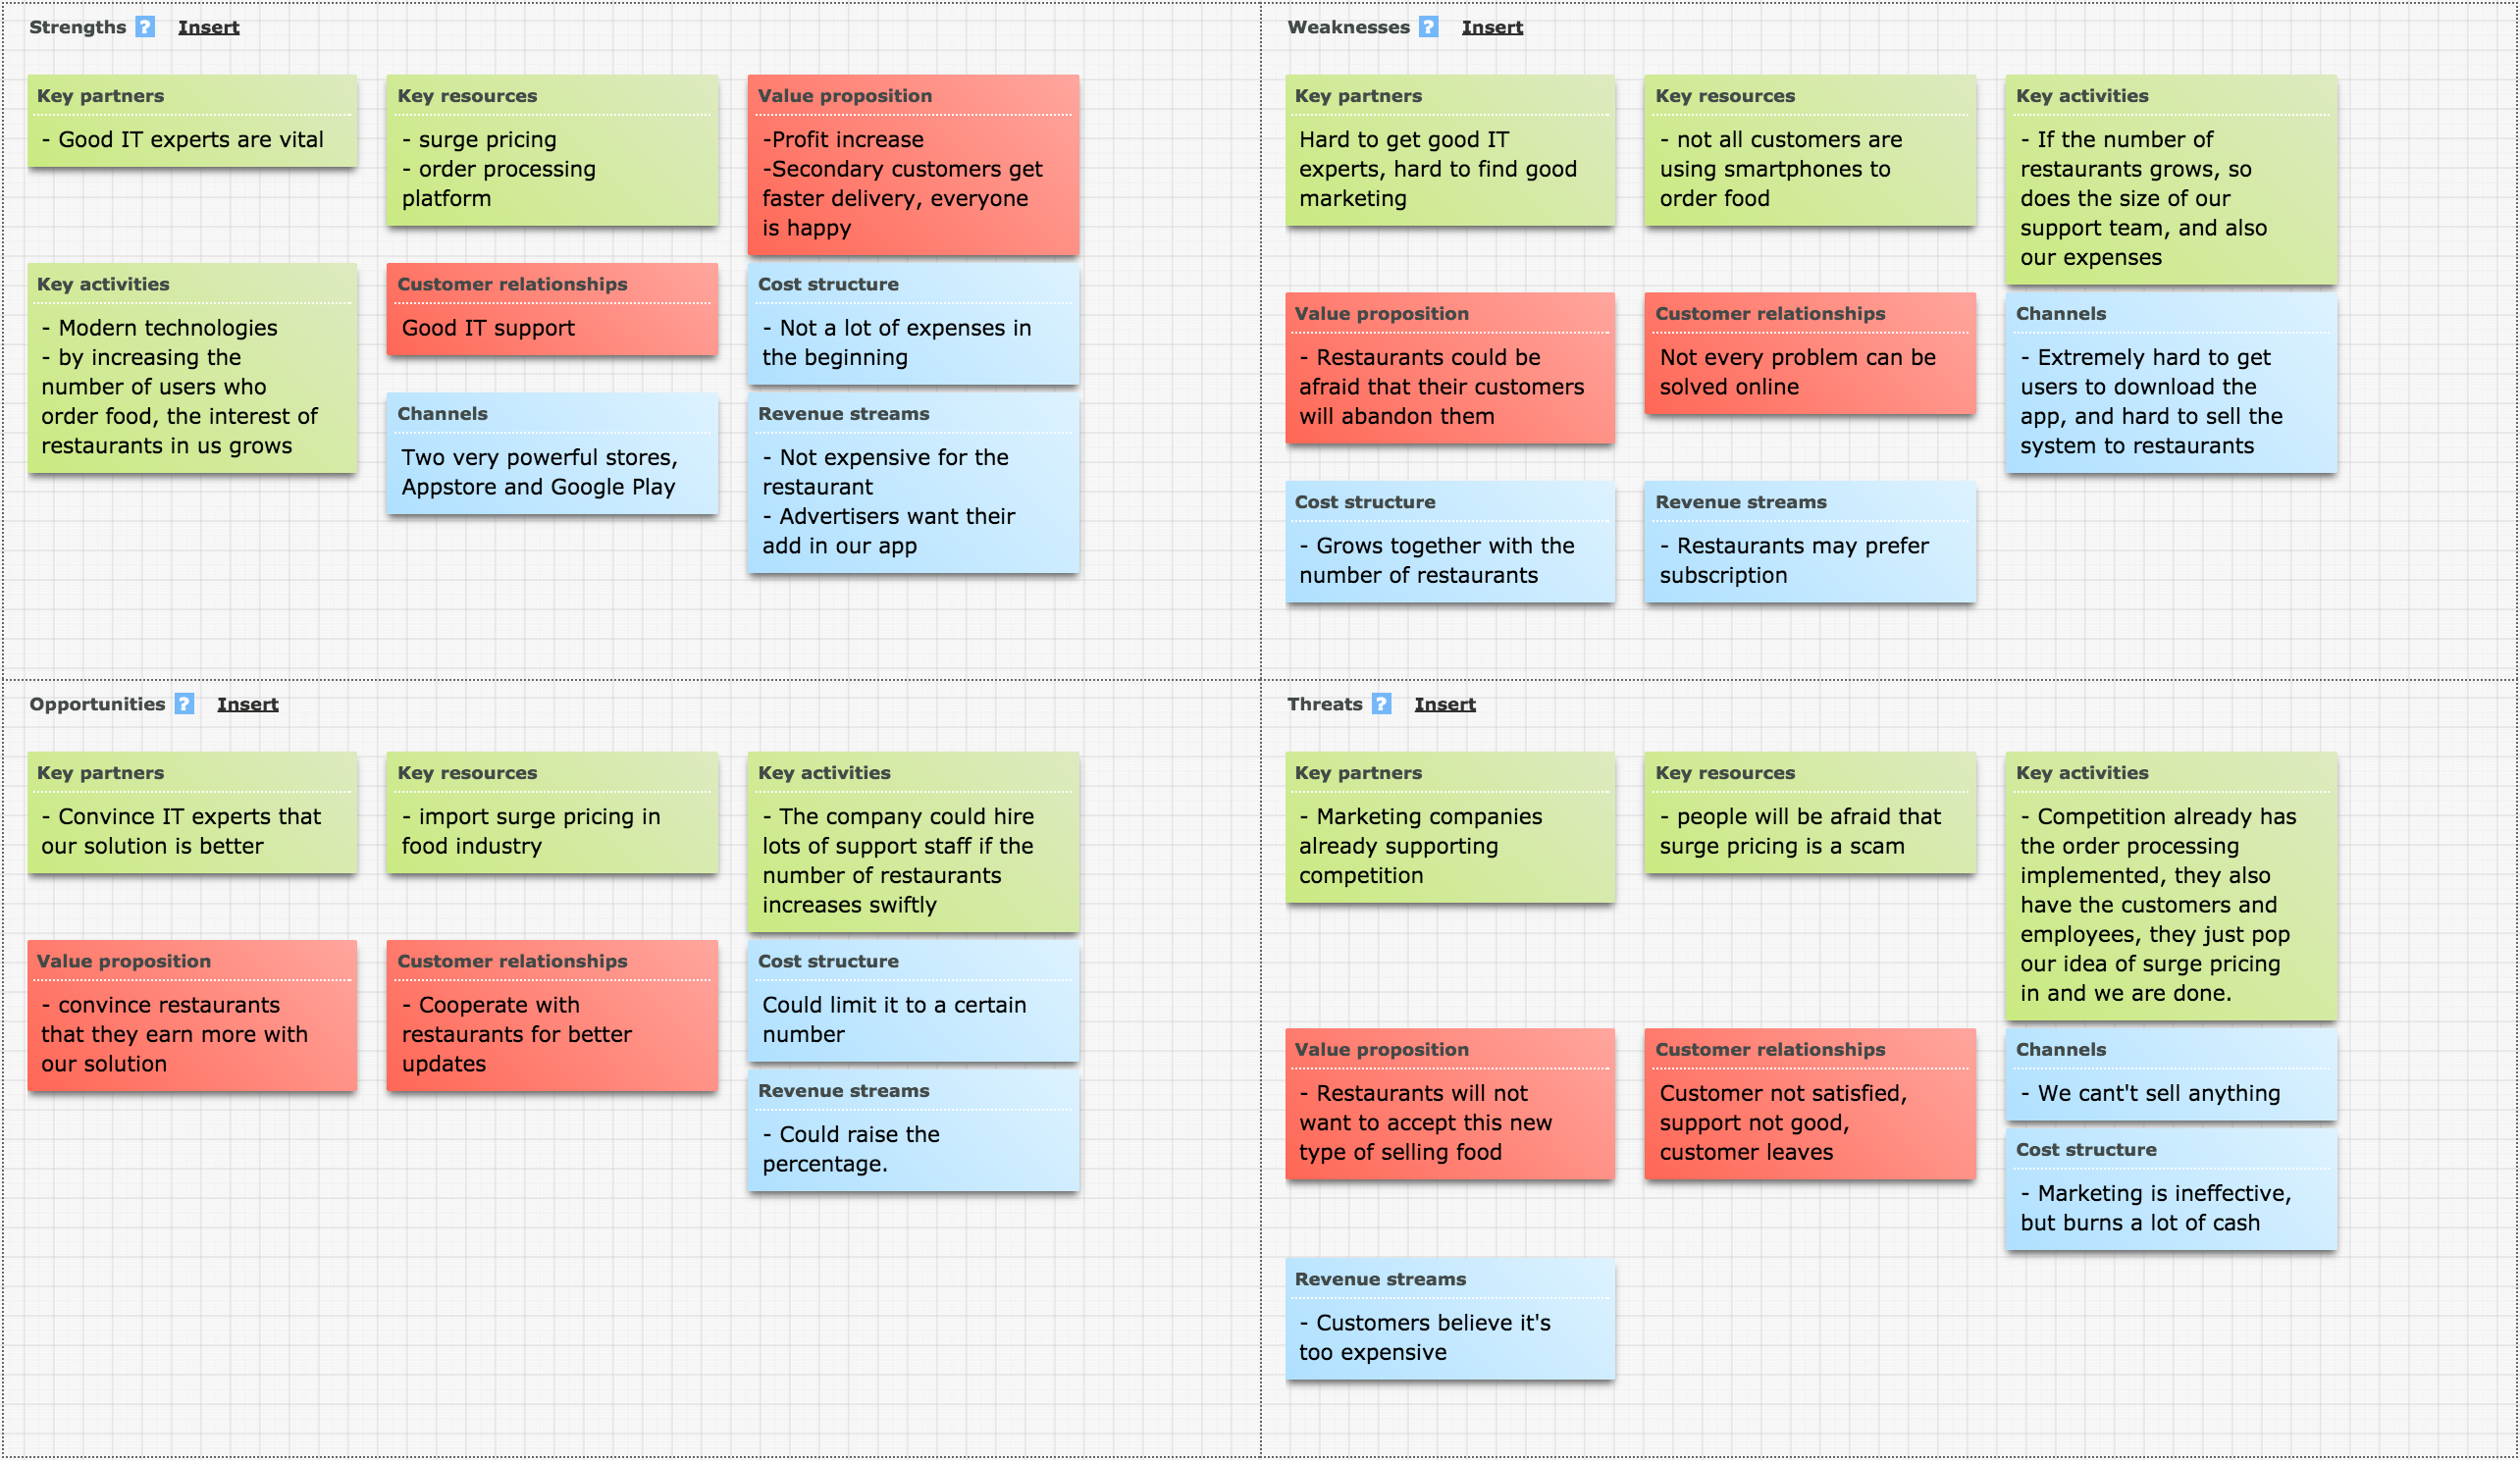 Strengths ? Insert
Key partners
- Good IT experts are vital
Key resources
- surge pricing
- order processing
platform
Value proposition
-Profit increase
-Secondary customers get
faster delivery, everyone
is happy
Key activities
- Modern technologies
- by increasing the
number of users who
order food, the interest of
restaurants in us grows
Customer relationships
Good IT support
Cost structure
- Not a lot of expenses in
the beginning
Channels
Two very powerful stores,
Appstore and Google Play
Revenue streams
- Not expensive for the
restaurant
- Advertisers want their
add in our app
Weaknesses ? Insert
Key partners
Hard to get good IT
experts, hard to find good
marketing
Key resources
- not all customers are
using smartphones to
order food
Key activities
- If the number of
restaurants grows, so
does the size of our
support team, and also
our expenses
Value proposition
- Restaurants could be
afraid that their customers
will abandon them
Customer relationships
Not every problem can be
solved online
Channels
- Extremely hard to get
users to download the
app, and hard to sell the
system to restaurants
Cost structure
- Grows together with the
number of restaurants
Revenue streams
- Restaurants may prefer
subscription
Opportunities ? Insert
Key partners
- Convince IT experts that
our solution is better
Key resources
- import surge pricing in
food industry
Key activities
- The company could hire
lots of support staff if the
number of restaurants
increases swiftly
Value proposition
- convince restaurants
that they earn more with
our solution
Customer relationships
- Cooperate with
restaurants for better
updates
Cost structure
Could limit it to a certain
number
Revenue streams
- Could raise the
percentage.
Threats ? Insert
Key partners
- Marketing companies
already supporting
competition
Key resources
- people will be afraid that
surge pricing is a scam
Key activities
- Competition already has
the order processing
implemented, they also
have the customers and
employees, they just pop
our idea of surge pricing
in and we are done.
Value proposition
- Restaurants will not
want to accept this new
type of selling food
Customer relationships
Customer not satisfied,
support not good,
customer leaves
Channels
- We cant't sell anything
Cost structure
- Marketing is ineffective,
but burns a lot of cash
Revenue streams
- Customers believe it's
too expensive